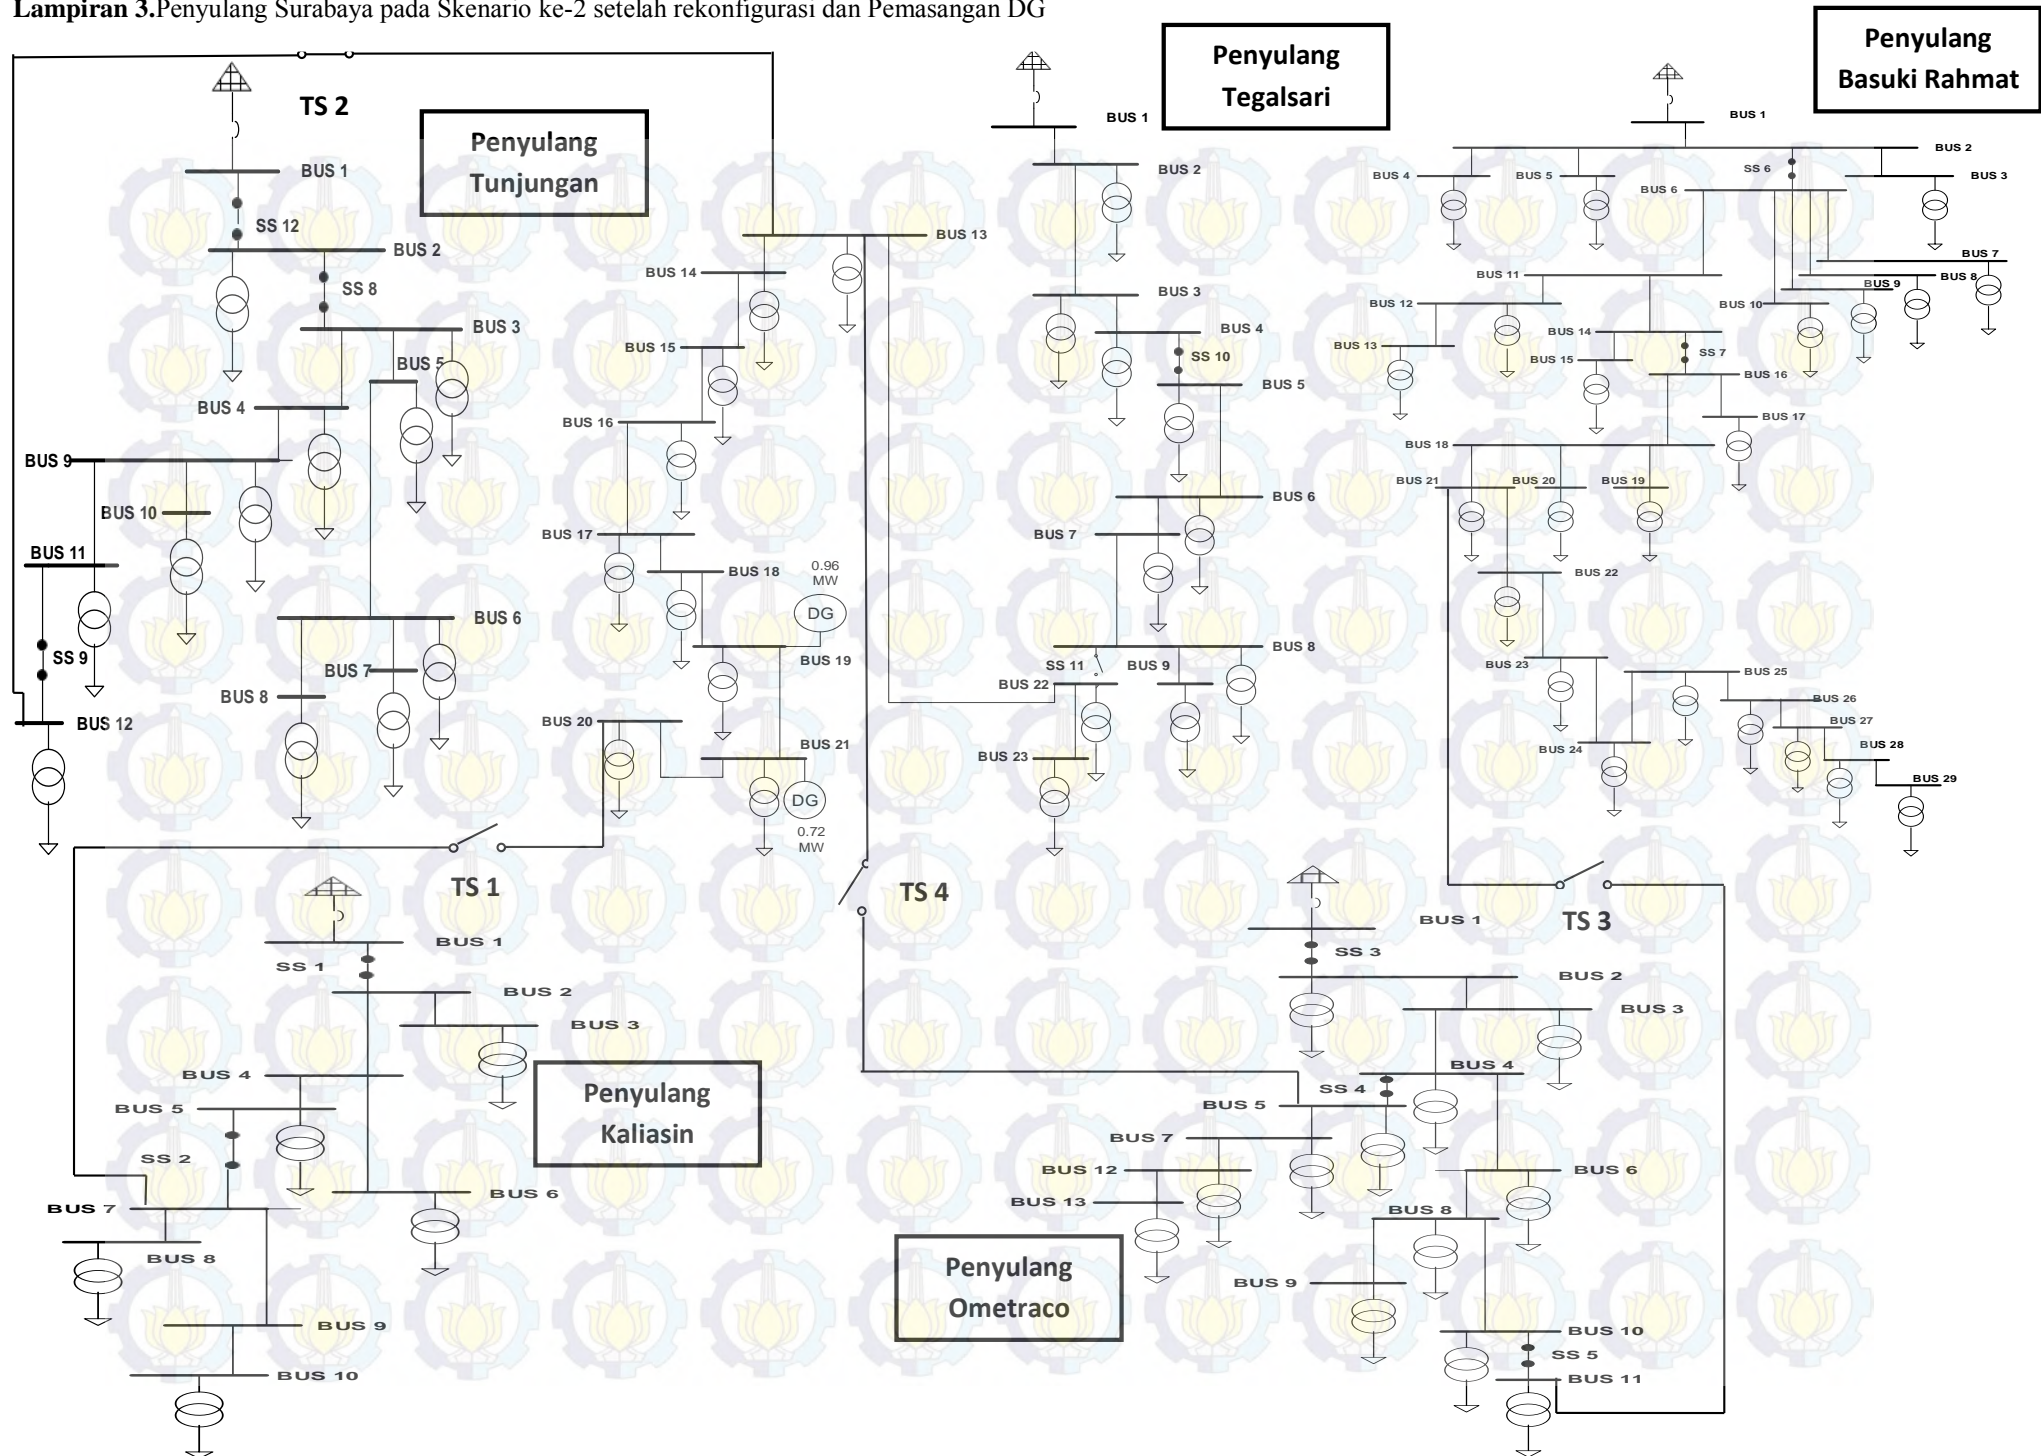 Lampiran 3.Penyulang Surabaya pada Skenario ke-2 setelah rekonfigurasi dan Pemasangan DG
Penyulang
Tunjungan
TS 2
BUS 1
SS 12
BUS 2
SS 8
BUS 3
BUS 5
BUS 4
BUS 9
BUS 10
BUS 11
SS 9
BUS 12
BUS 6
BUS 7
BUS 8
BUS 13
BUS 14
BUS 15
BUS 16
BUS 17
BUS 18
0.96
MW
DG
BUS 19
BUS 20
BUS 21
DG
0.72
MW
TS 1
TS 4
Penyulang
Tegalsari
BUS 1
BUS 2
BUS 3
BUS 4
SS 10
BUS 5
BUS 6
BUS 7
BUS 8
SS 11
BUS 9
BUS 22
BUS 23
Penyulang
Basuki Rahmat
BUS 1
BUS 2
SS 6
BUS 4
BUS 5
BUS 3
BUS 6
BUS 7
BUS 11
BUS 8
BUS 9
BUS 12
BUS 10
BUS 14
BUS 13
SS 7
BUS 15
BUS 16
BUS 17
BUS 18
BUS 21
BUS 20
BUS 19
BUS 22
BUS 23
BUS 25
BUS 26
BUS 27
BUS 24
BUS 28
BUS 29
TS 3
Penyulang
Kaliasin
BUS 1
SS 1
BUS 2
BUS 3
BUS 4
BUS 5
SS 2
BUS 6
BUS 7
BUS 8
BUS 9
BUS 10
Penyulang
Ometraco
BUS 1
SS 3
BUS 2
BUS 3
BUS 4
SS 4
BUS 5
BUS 7
BUS 12
BUS 6
BUS 13
BUS 8
BUS 9
BUS 10
SS 5
BUS 11